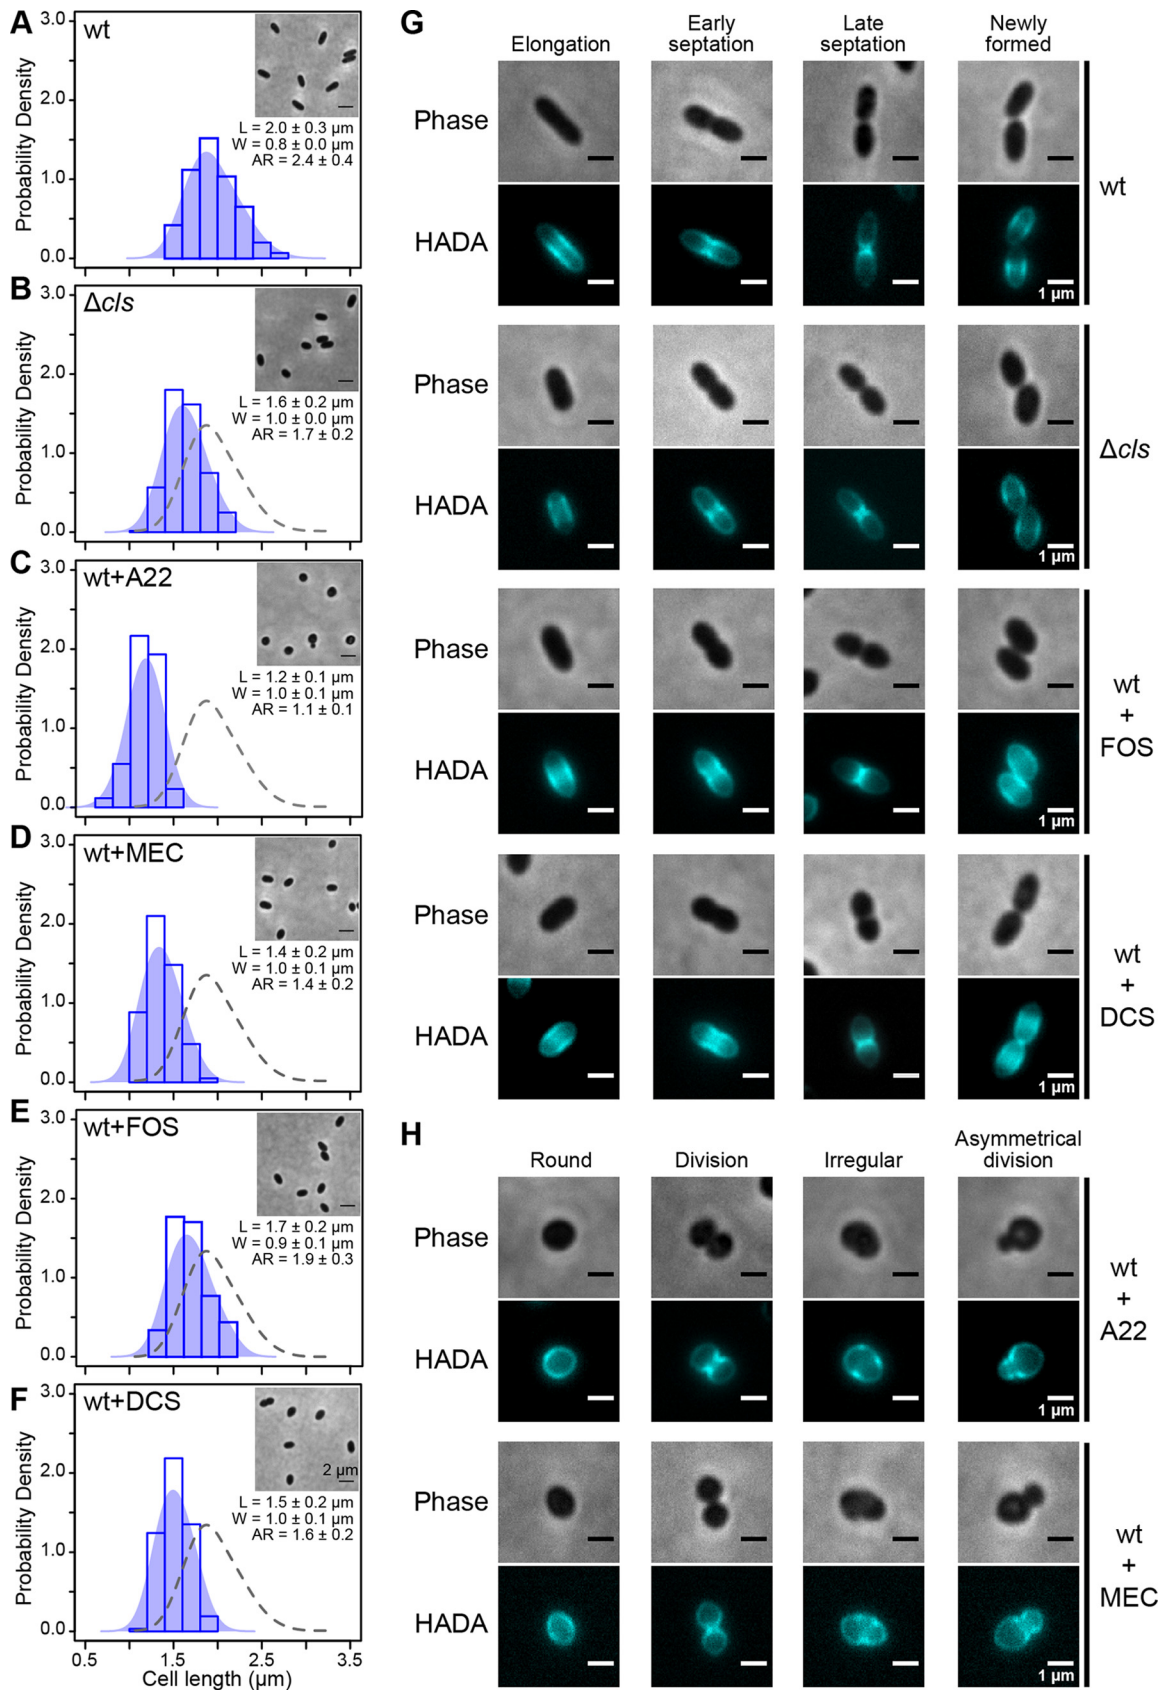 A
wt
3.0
2.0
1.0
0.0
Probability Density
L = 2.0 ± 0.3 µm
W = 0.8 ± 0.0 µm
AR = 2.4 ± 0.4
B
Δcls
3.0
2.0
1.0
0.0
Probability Density
L = 1.6 ± 0.2 µm
W = 1.0 ± 0.0 µm
AR = 1.7 ± 0.2
C
wt+A22
3.0
2.0
1.0
0.0
Probability Density
L = 1.2 ± 0.1 µm
W = 1.0 ± 0.1 µm
AR = 1.1 ± 0.1
D
wt+MEC
3.0
2.0
1.0
0.0
Probability Density
L = 1.4 ± 0.2 µm
W = 1.0 ± 0.1 µm
AR = 1.4 ± 0.2
E
wt+FOS
3.0
2.0
1.0
0.0
Probability Density
L = 1.7 ± 0.2 µm
W = 0.9 ± 0.1 µm
AR = 1.9 ± 0.3
F
wt+DCS
3.0
2.0
1.0
0.0
Probability Density
2 µm
L = 1.5 ± 0.2 µm
W = 1.0 ± 0.1 µm
AR = 1.6 ± 0.2
0.5 1.5 2.5 3.5
Cell length (µm)
G
Elongation
Early
septation
Late
septation
Newly
formed
Phase
HADA
1 µm
wt
Phase
HADA
1 µm
Δcls
Phase
HADA
1 µm
wt
+
FOS
Phase
HADA
1 µm
wt
+
DCS
H
Round
Division
Irregular
Asymmetrical
division
Phase
HADA
1 µm
wt
+
A22
Phase
HADA
1 µm
wt
+
MEC